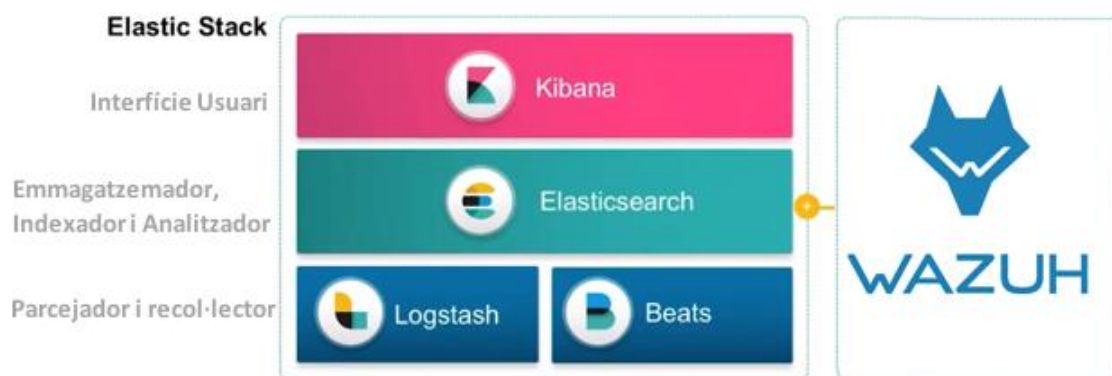 Elastic Stack
Interfície Usuari
Kibana
Emmagatzemador,
Indexador i Analitzador
Elasticsearch
Parcejador i recol·lector
Logstash
Beats
WAZUH